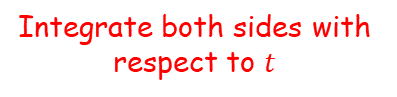 Integrate both sides with
respect to t